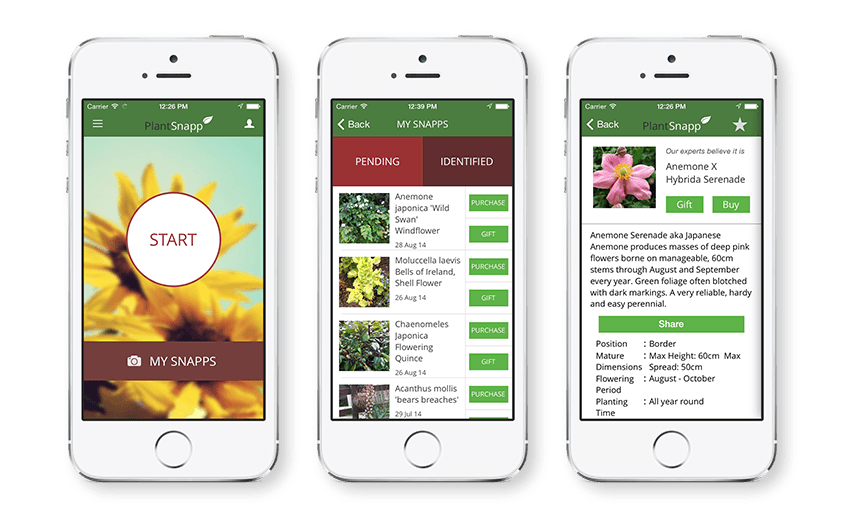 Carrier 12:26 PM
PlantSnapp
START
MY SNAPPS
Carrier 12:39 PM
Back MY SNAPPS
PENDING IDENTIFIED
Anemone
japonica 'Wild
Swan'
Windflower
28 Aug 14
PURCHASE
GIFT
Moluccella laevis
Bells of Ireland,
Shell Flower
26 Aug 14
PURCHASE
GIFT
Chaenomeles
Japonica
Flowering
Quince
26 Aug 14
PURCHASE
GIFT
Acanthus mollis
'bears breaches'
29 Jul 14
PURCHASE
Carrier 12:26 PM
Back PlantSnapp
Our experts believe it is
Anemone X
Hybrida Serenade
Gift Buy
Anemone Serenade aka Japanese
Anemone produces masses of deep pink
flowers borne on manageable, 60cm
stems through August and September
every year. Green foliage often blotched
with dark markings. A very reliable, hardy
and easy perennial.
Share
Position : Border
Mature : Max Height: 60cm Max
Dimensions Spread: 50cm
Flowering : August - October
Period
Planting : All year round
Time